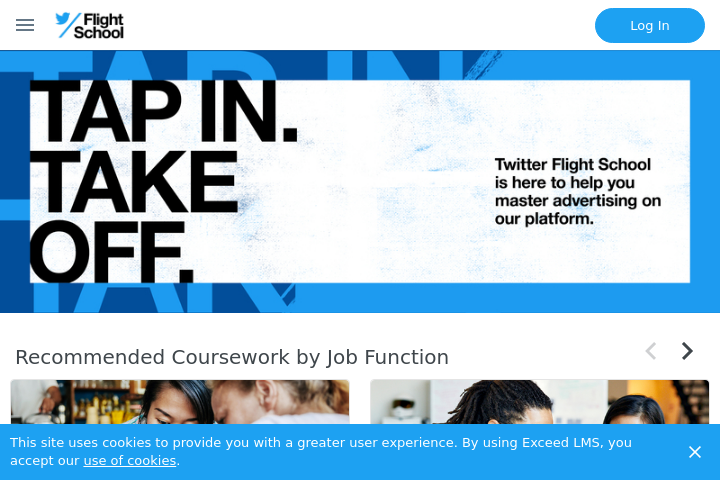 Flight
School
Log In
TAP IN.
TAKE
OFF.
Twitter Flight School
is here to help you
master advertising on
our platform.
Recommended Coursework by Job Function
This site uses cookies to provide you with a greater user experience. By using Exceed LMS, you
accept our use of cookies.